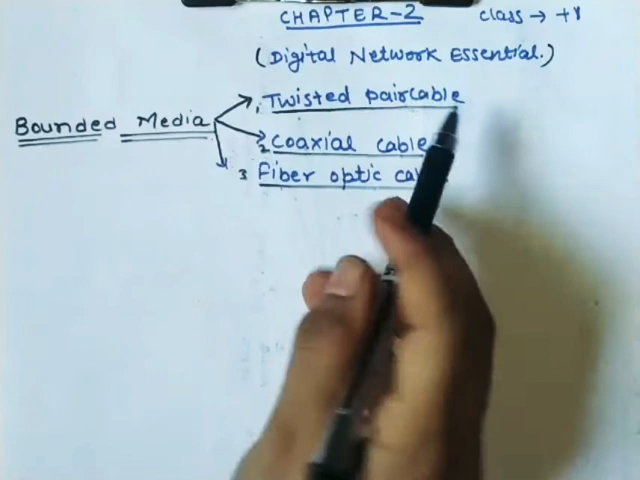 CHAPTER-2 class → +1
(Digital Network Essential.)
1, Twisted paircable
Bounded Media
2 coaxial cable
3 fiber optic